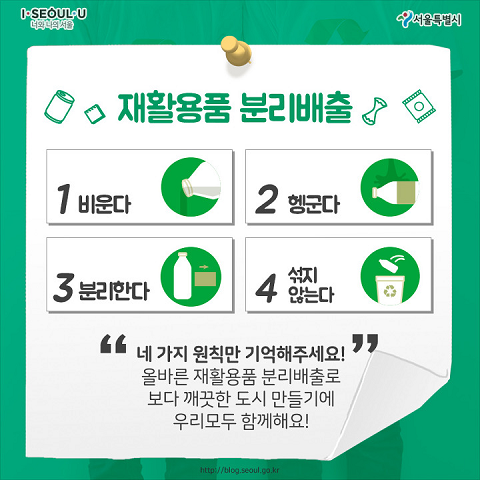 I·SEOUL·U
너와 나의 서울
서울특별시
재활용품 분리배출
1 비운다
2 헹군다
3 분리한다
4 섞지
않는다
“ 네 가지 원칙만 기억해주세요! ”
올바른 재활용품 분리배출로
보다 깨끗한 도시 만들기에
우리모두 함께해요!
http://blog.seoul.go.kr